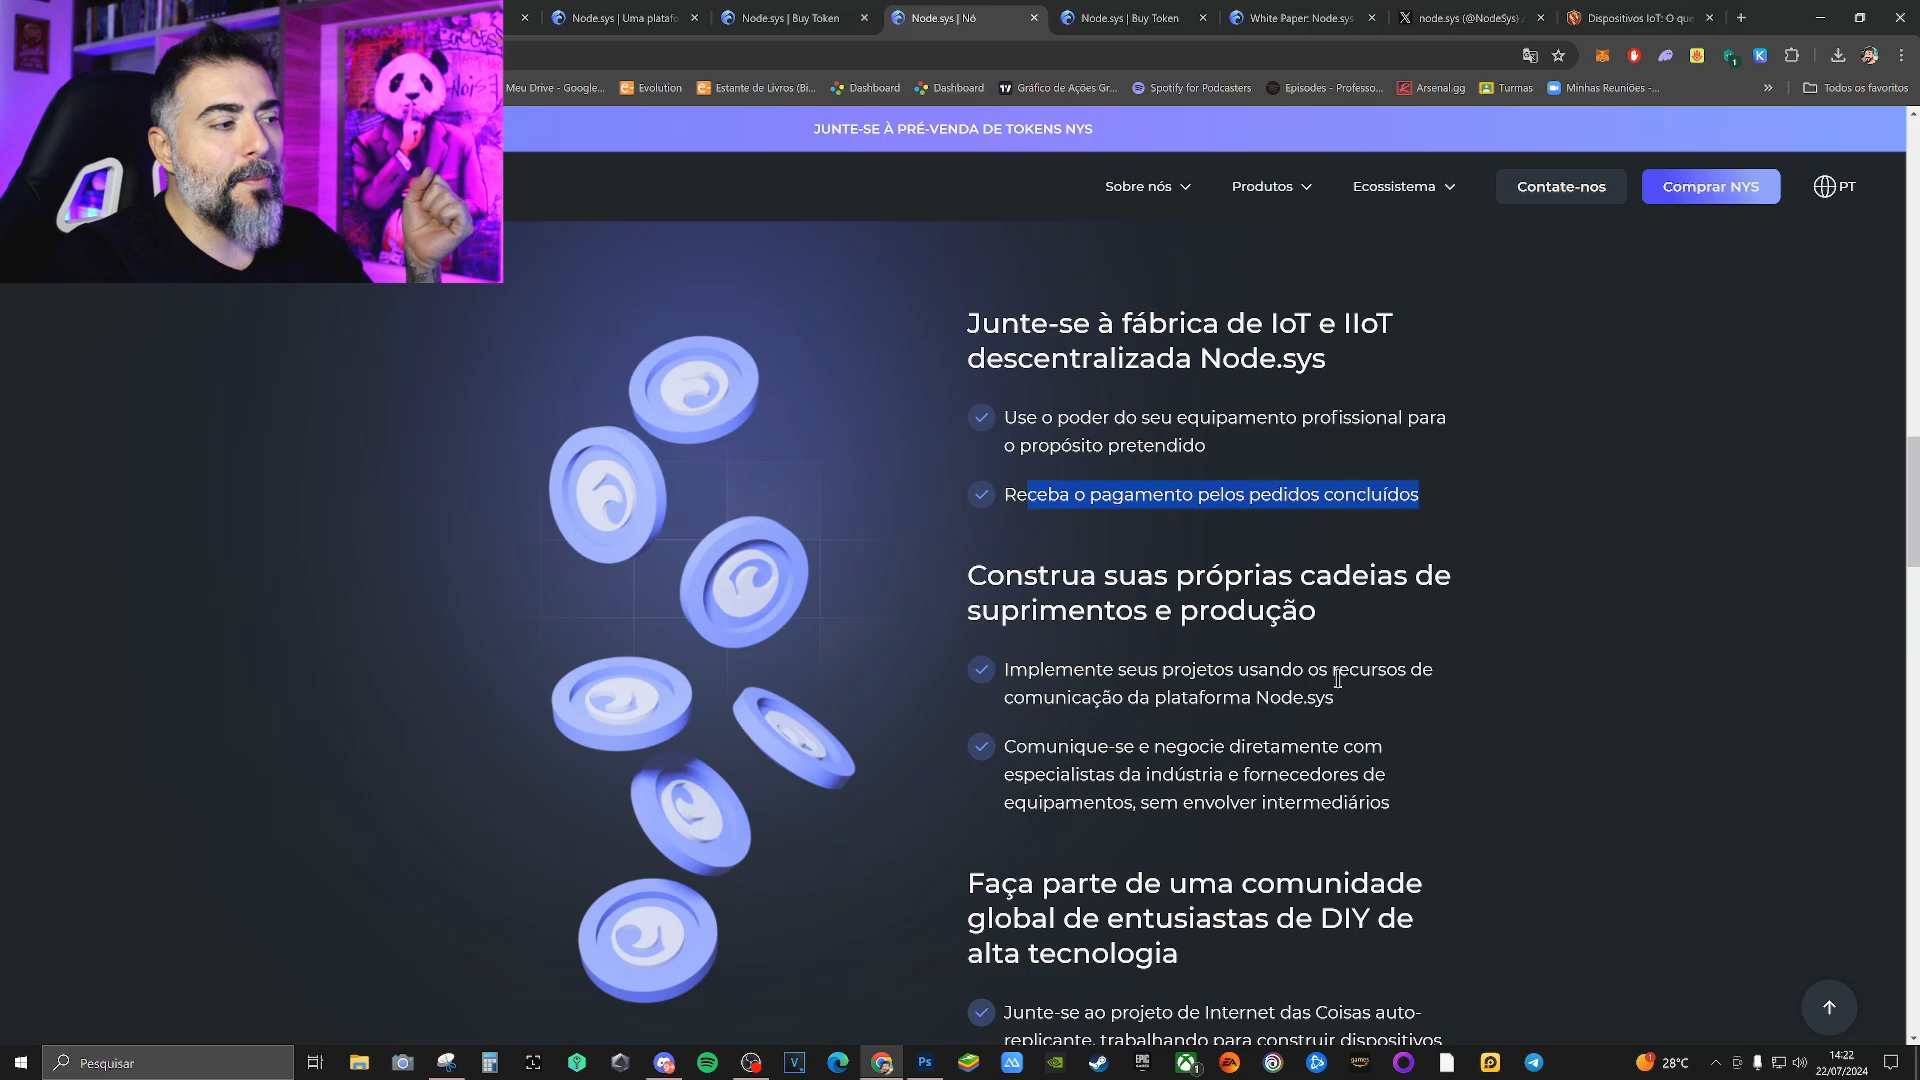 Node.sys | Uma platafo
Node.sys | Buy Token
Node.sys | Nó
Node.sys | Buy Token
White Paper: Node.sys
node.sys (@NodeSys) /
Dispositivos IoT: O que
Meu Drive - Google...
Evolution
Estante de Livros (Bi...
Dashboard
Dashboard
Gráfico de Ações Gr...
Spotify for Podcasters
Episodes - Professo...
Arsenal.gg
Turmas
Minhas Reuniões -...
Todos os favoritos
JUNTE-SE À PRÉ-VENDA DE TOKENS NYS
Sobre nós
Produtos
Ecossistema
Contate-nos
Comprar NYS
PT
Junte-se à fábrica de IoT e IIoT
descentralizada Node.sys
Use o poder do seu equipamento profissional para
o propósito pretendido
Receba o pagamento pelos pedidos concluídos
Construa suas próprias cadeias de
suprimentos e produção
Implemente seus projetos usando os recursos de
comunicação da plataforma Node.sys
Comunique-se e negocie diretamente com
especialistas da indústria e fornecedores de
equipamentos, sem envolver intermediários
Faça parte de uma comunidade
global de entusiastas de DIY de
alta tecnologia
Junte-se ao projeto de Internet das Coisas auto-
replicante, trabalhando para construir dispositivos
Pesquisar
28°C
14:22
22/07/2024